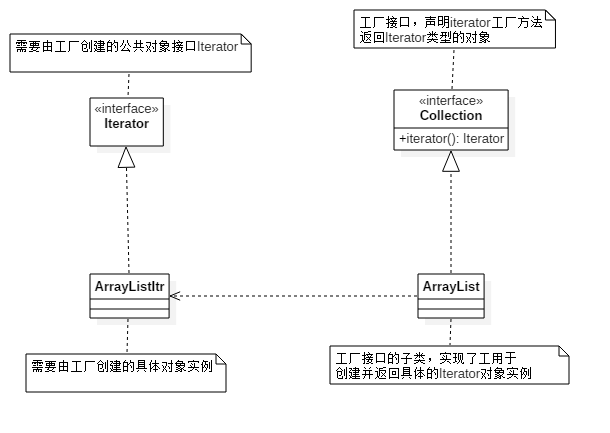 需要由工厂创建的公共对象接口Iterator
工厂接口，声明iterator工厂方法
返回Iterator类型的对象
«interface»
Iterator
«interface»
Collection
+iterator(): Iterator
ArrayListItr
ArrayList
需要由工厂创建的具体对象实例
工厂接口的子类，实现了工用于
创建并返回具体的Iterator对象实例